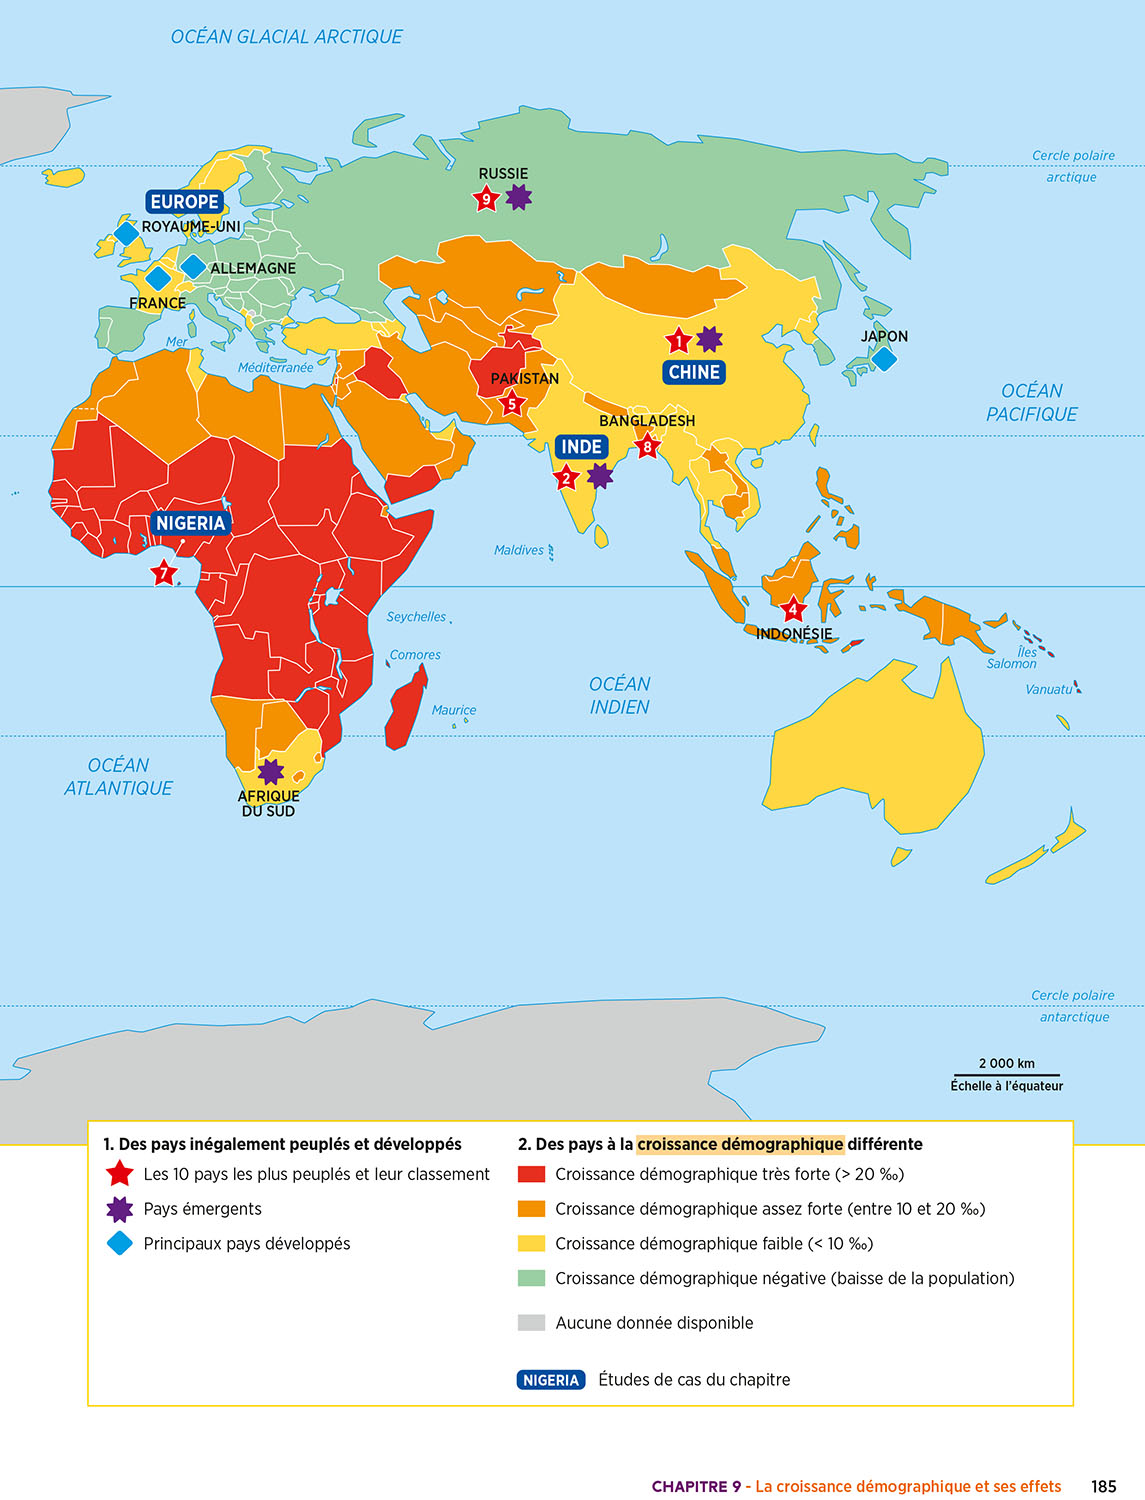 OCÉAN GLACIAL ARCTIQUE
Cercle polaire
arctique
RUSSIE
9
EUROPE
ROYAUME-UNI
ALLEMAGNE
FRANCE
Mer
Méditerranée
JAPON
1
CHINE
OCÉAN
PACIFIQUE
PAKISTAN
5
BANGLADESH
8
INDE
2
NIGERIA
7
Maldives
4
INDONÉSIE
Seychelles
Comores
Îles
Salomon
Vanuatu
OCÉAN
INDIEN
Maurice
OCÉAN
ATLANTIQUE
AFRIQUE
DU SUD
Cercle polaire
antarctique
2 000 km
Échelle à l'équateur
1. Des pays inégalement peuplés et développés
Les 10 pays les plus peuplés et leur classement
Pays émergents
Principaux pays développés
2. Des pays à la croissance démographique différente
Croissance démographique très forte (> 20 ‰)
Croissance démographique assez forte (entre 10 et 20 ‰)
Croissance démographique faible (< 10 ‰)
Croissance démographique négative (baisse de la population)
Aucune donnée disponible
NIGERIA Études de cas du chapitre
CHAPITRE 9 - La croissance démographique et ses effets 185